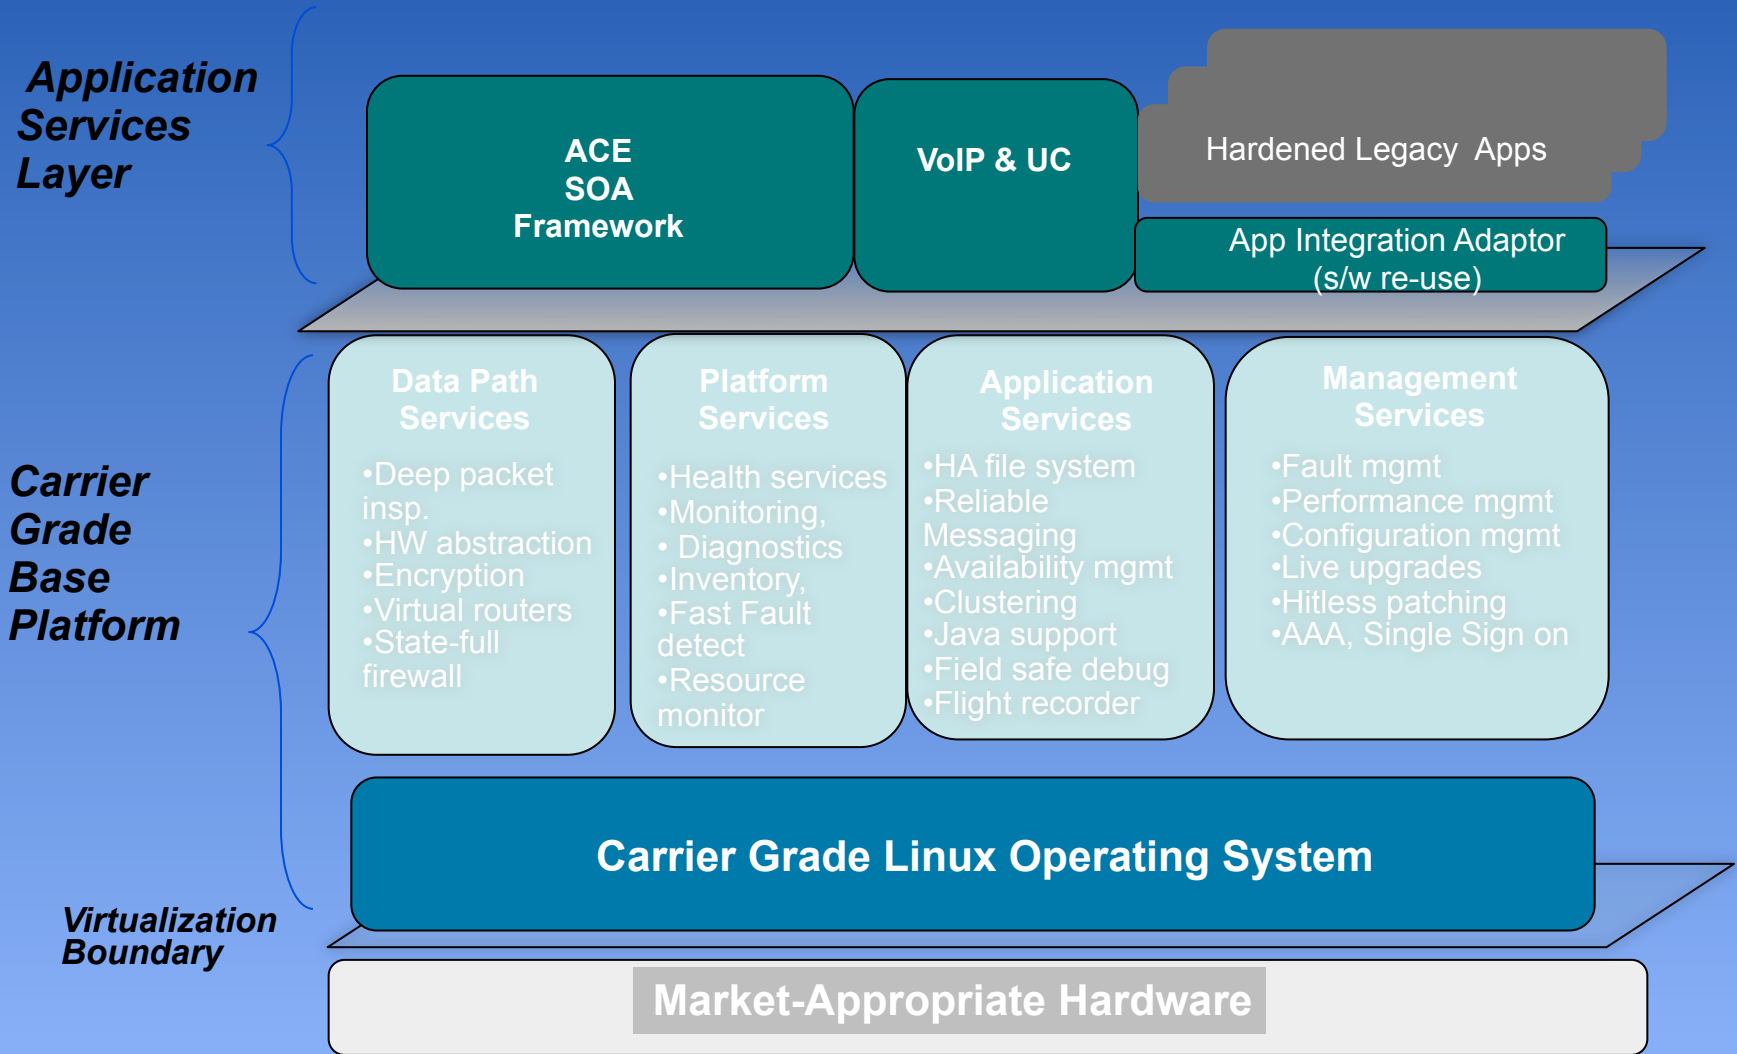 Application
Services
Layer
ACE
SOA
Framework
VoIP & UC
Hardened Legacy  Apps
App Integration Adaptor
(s/w re-use)
Carrier
Grade
Base
Platform
Data Path
Services
•Deep packet
insp.
•HW abstraction
•Encryption
•Virtual routers
•State-full
firewall
Platform
Services
•Health services
•Monitoring,
• Diagnostics
•Inventory,
•Fast Fault
detect
•Resource
monitor
Application
Services
•HA file system
•Reliable
Messaging
•Availability mgmt
•Clustering
•Java support
•Field safe debug
•Flight recorder
Management
Services
•Fault mgmt
•Performance mgmt
•Configuration mgmt
•Live upgrades
•Hitless patching
•AAA, Single Sign on
Carrier Grade Linux Operating System
Virtualization
Boundary
Market-Appropriate Hardware